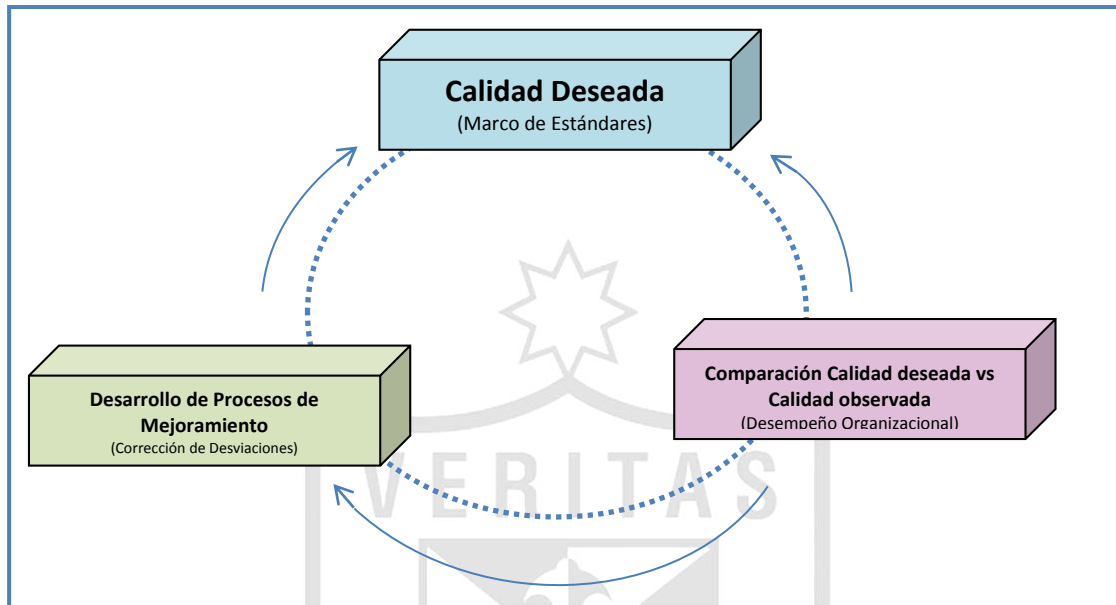 Calidad Deseada
(Marco de Estándares)
Desarrollo de Procesos de
Mejoramiento
(Corrección de Desviaciones)
Comparación Calidad deseada vs
Calidad observada
(Desempeño Organizacional)
VERITAS